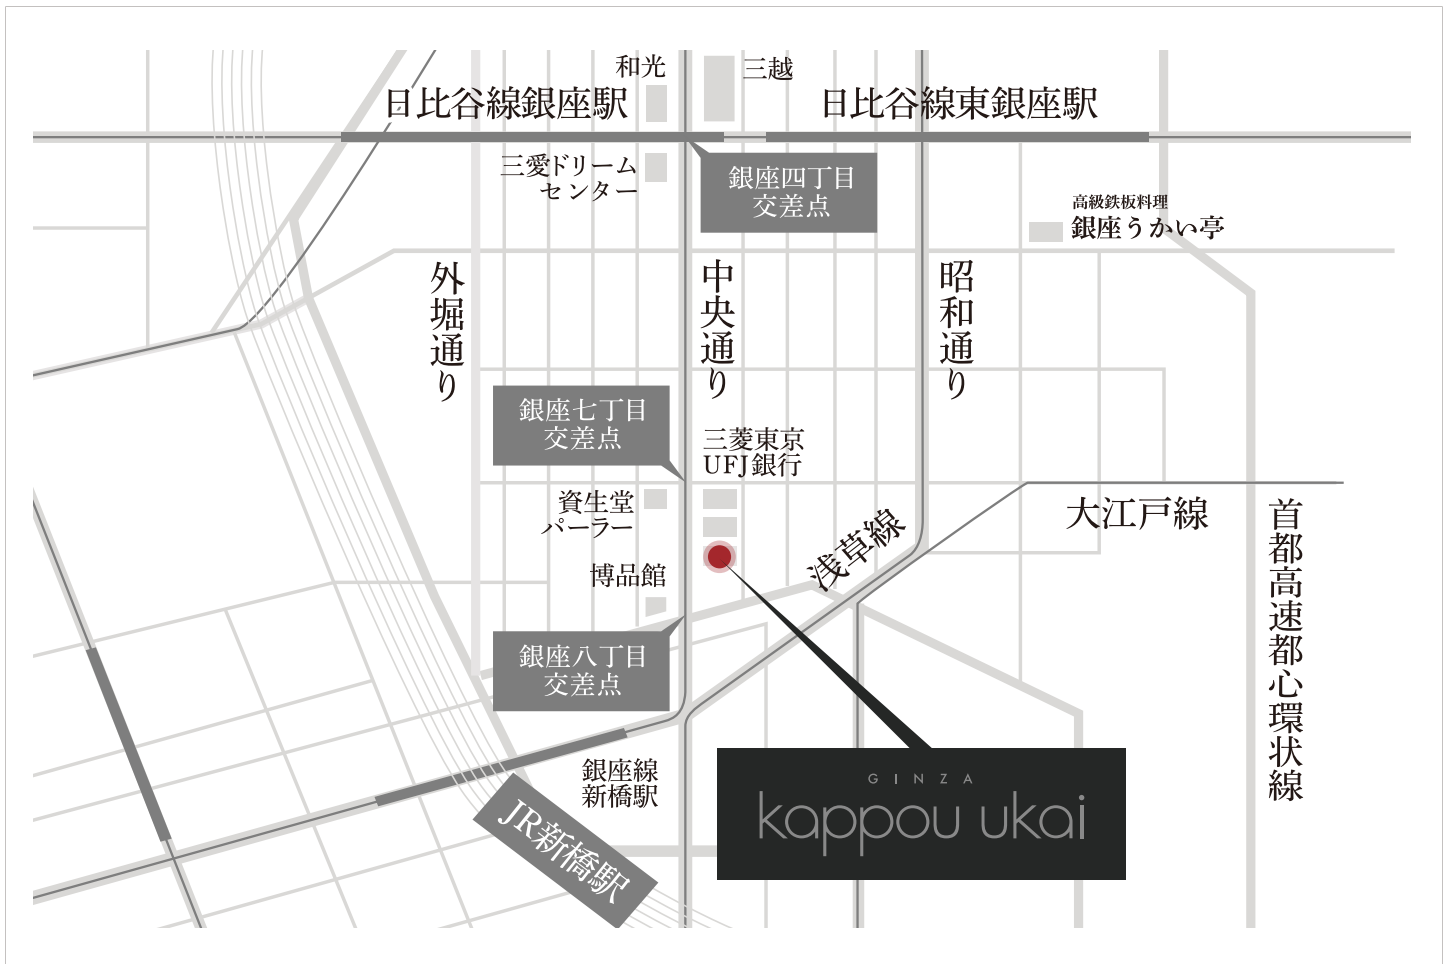 和光
三越
日比谷線銀座駅
日比谷線東銀座駅
三愛ドリーム
センター
銀座四丁目
交差点
高級鉄板料理
銀座うかい亭
外堀通り
中央通り
昭和通り
銀座七丁目
交差点
三菱東京
UFJ銀行
資生堂
パーラー
大江戸線
浅草線
首都高速都心環状線
博品館
銀座八丁目
交差点
銀座線
新橋駅
JR新橋駅
GINZA
kappou ukai